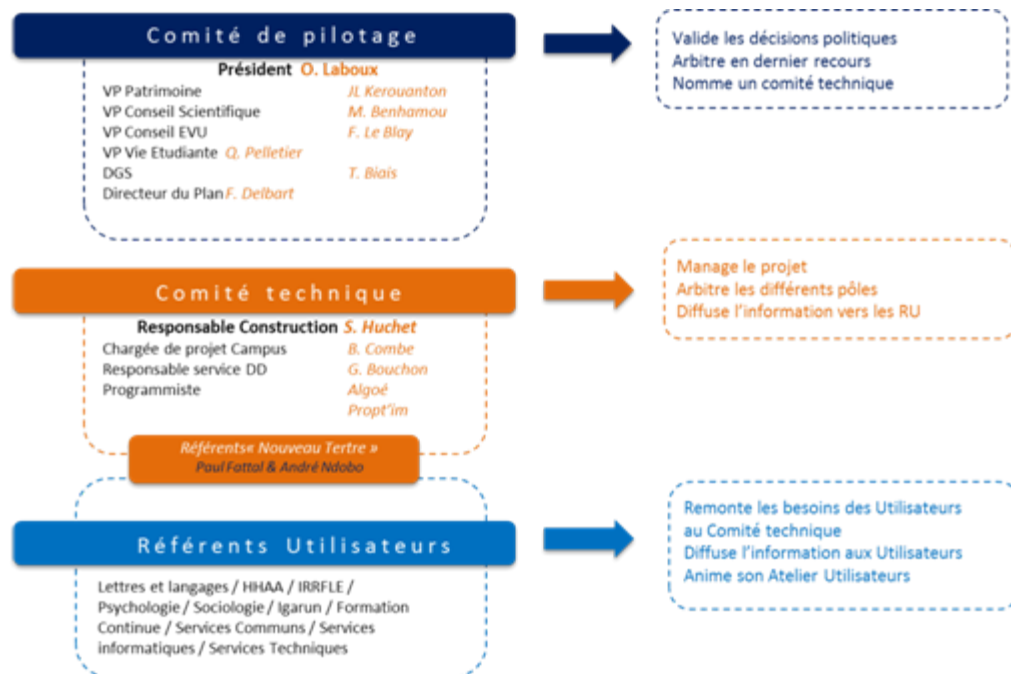 Comité de pilotage
Président O. Laboux
VP Patrimoine JL Kerouanton
VP Conseil Scientifique M. Benhamou
VP Conseil EVU F. Le Blay
VP Vie Etudiante Q. Pelletier
DGS T. Biais
Directeur du Plan F. Delbart
Valide les décisions politiques
Arbitre en dernier recours
Nomme un comité technique
Comité technique
Responsable Construction S. Huchet
Chargée de projet Campus B. Combe
Responsable service DD G. Bouchon
Programmiste Algoé
Propt'im
Manage le projet
Arbitre les différents pôles
Diffuse l'information vers les RU
Référents« Nouveau Tertre »
Paul Fattal & André Ndobo
Référents Utilisateurs
Lettres et langages / HHAA / IRRFLE /
Psychologie / Sociologie / Igarun / Formation
Continue / Services Communs / Services
informatiques / Services Techniques
Remonte les besoins des Utilisateurs
au Comité technique
Diffuse l'information aux Utilisateurs
Anime son Atelier Utilisateurs